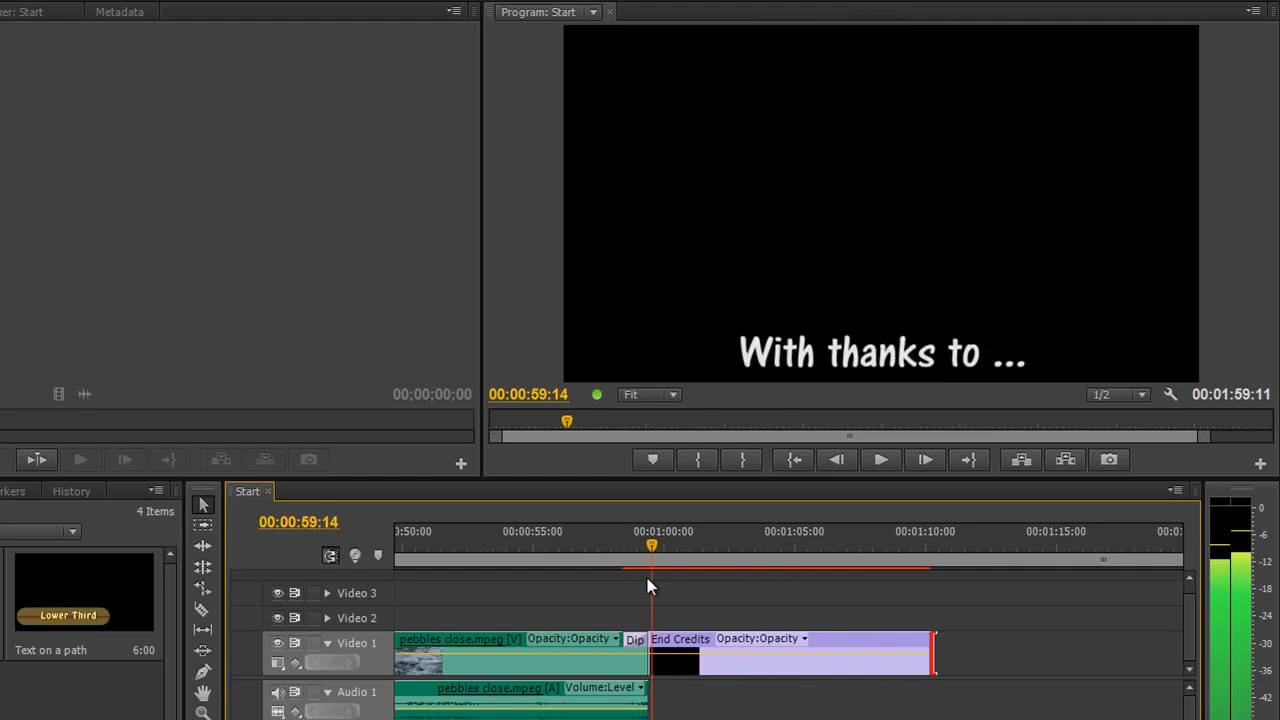 ker: Start
Metadata
Program: Start
With thanks to ...
00;00;00;00
00:00:59:14
Fit
1/2
00:01:59:11
rkers
History
4 Items
Lower Third
Text on a path
6:00
Start
00:00:59:14
:50:00
00:00:55:00
00:01:00:00
00:01:05:00
00:01:10:00
00:01:15:00
00:01
Video 3
Video 2
Video 1
pebbles close.mpeg [V]
Opacity:Opacity
Dip
End Credits
Opacity:Opacity
Audio 1
pebbles close.mpeg [A]
Volume:Level
0
-6
-12
-18
-24
-30
-36
-42